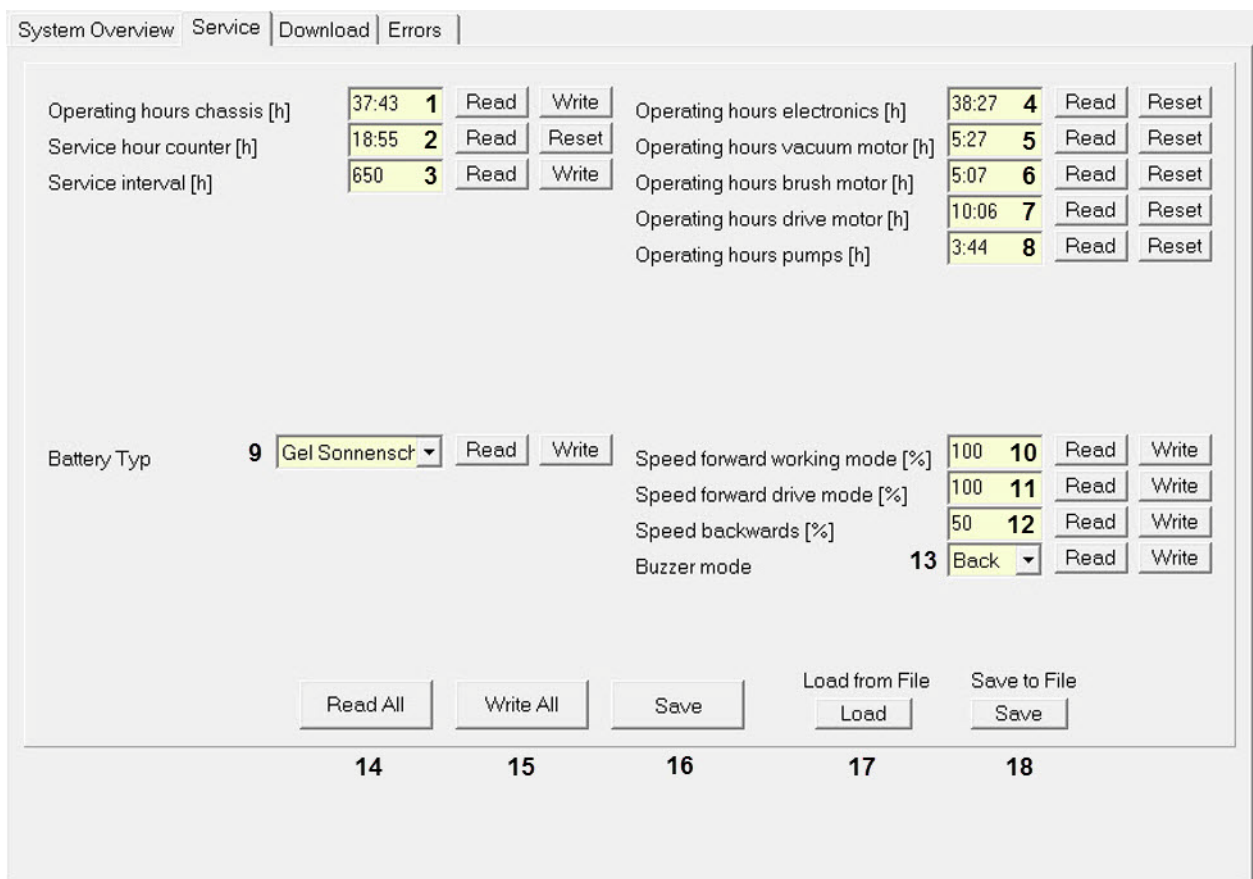 System Overview Service Download Errors
Operating hours chassis [h] 37:43 1 Read Write Operating hours electronics [h] 38:27 4 Read Reset
Service hour counter [h] 18:55 2 Read Reset Operating hours vacuum motor [h] 5:27 5 Read Reset
Service interval [h] 650 3 Read Write Operating hours brush motor [h] 5:07 6 Read Reset
Operating hours drive motor [h] 10:06 7 Read Reset
Operating hours pumps [h] 3:44 8 Read Reset
Battery Typ 9 Gel Sonnensch Read Write Speed forward working mode [%] 100 10 Read Write
Speed forward drive mode [%] 100 11 Read Write
Speed backwards [%] 50 12 Read Write
Buzzer mode 13 Back Read Write
Load from File Save to File
Read All Write All Save Load Save
14 15 16 17 18